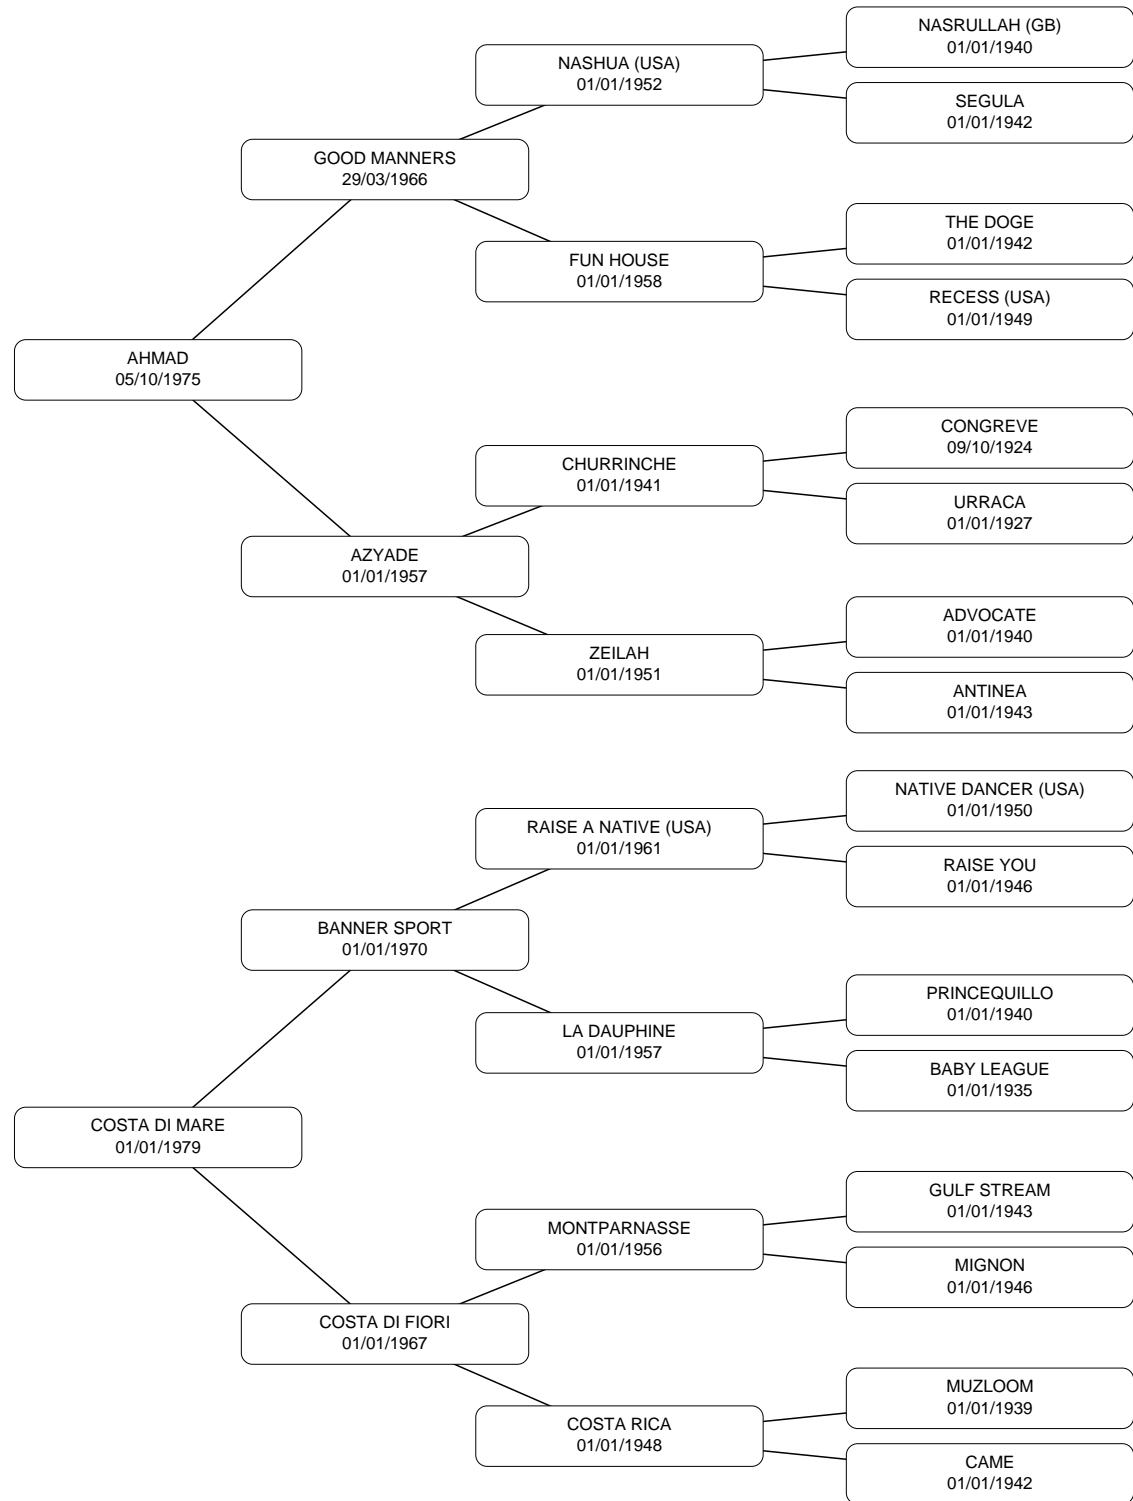 NASRULLAH (GB)
01/01/1940
NASHUA (USA)
01/01/1952
SEGULA
01/01/1942
GOOD MANNERS
29/03/1966
THE DOGE
01/01/1942
FUN HOUSE
01/01/1958
RECESS (USA)
01/01/1949
AHMAD
05/10/1975
CONGREVE
09/10/1924
CHURRINCHE
01/01/1941
URRACA
01/01/1927
AZYADE
01/01/1957
ADVOCATE
01/01/1940
ZEILAH
01/01/1951
ANTINEA
01/01/1943
NATIVE DANCER (USA)
01/01/1950
RAISE A NATIVE (USA)
01/01/1961
RAISE YOU
01/01/1946
BANNER SPORT
01/01/1970
PRINCEQUILLO
01/01/1940
LA DAUPHINE
01/01/1957
BABY LEAGUE
01/01/1935
COSTA DI MARE
01/01/1979
GULF STREAM
01/01/1943
MONTPARNASSE
01/01/1956
MIGNON
01/01/1946
COSTA DI FIORI
01/01/1967
MUZLOOM
01/01/1939
COSTA RICA
01/01/1948
CAME
01/01/1942